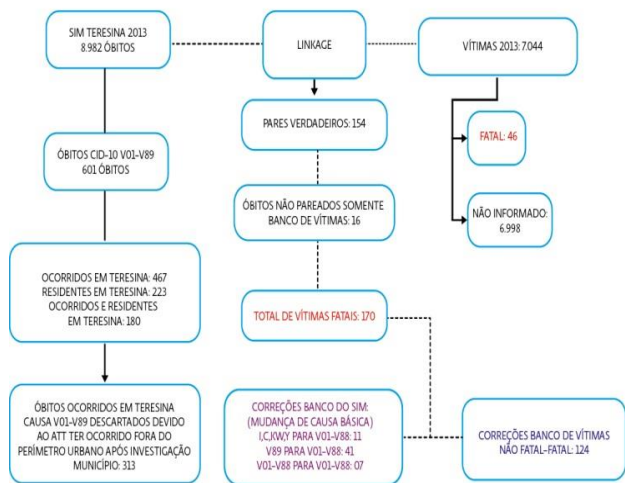 SIM TERESINA 2013
8.982 ÓBITOS
LINKAGE
VÍTIMAS 2013: 7.044
PARES VERDADEIROS: 154
FATAL: 46
ÓBITOS CID-10 V01-V89
601 ÓBITOS
ÓBITOS NÃO PAREADOS SOMENTE
BANCO DE VÍTIMAS: 16
NÃO INFORMADO:
6.998
OCORRIDOS EM TERESINA: 467
RESIDENTES EM TERESINA: 223
OCORRIDOS E RESIDENTES
EM TERESINA: 180
TOTAL DE VÍTIMAS FATAIS: 170
ÓBITOS OCORRIDOS EM TERESINA
CAUSA V01-V89 DESCARTADOS DEVIDO
AO ATT TER OCORRIDO FORA DO
PERÍMETRO URBANO APÓS INVESTIGAÇÃO
MUNICÍPIO: 313
CORREÇÕES BANCO DO SIM:
(MUDANÇA DE CAUSA BÁSICA)
I,C,KW,Y PARA V01-V88: 11
V89 PARA V01-V88: 41
V01-V88 PARA V01-V88: 07
CORREÇÕES BANCO DE VÍTIMAS
NÃO FATAL-FATAL: 124